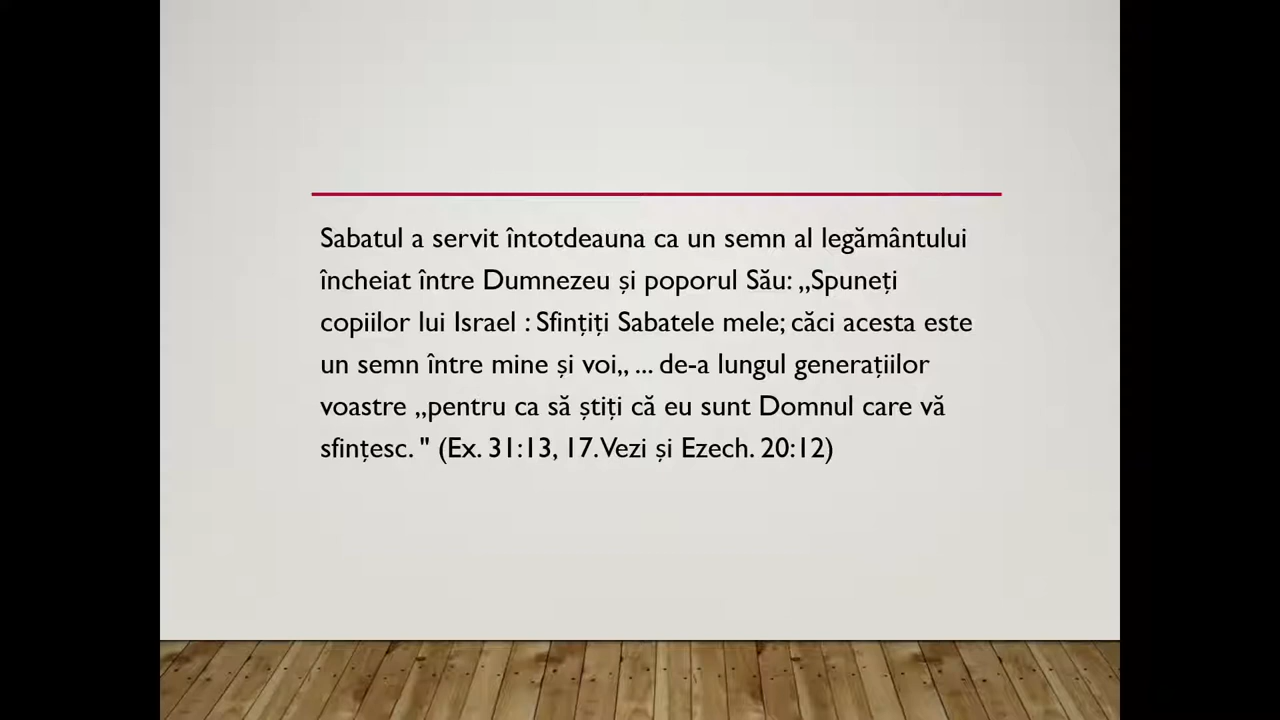 Sabatul a servit întotdeauna ca un semn al legământului
încheiat între Dumnezeu și poporul Său: ,,Spuneți
copiilor lui Israel : Sfințiți Sabatele mele; căci acesta este
un semn între mine și voi,, ... de-a lungul generațiilor
voastre ,,pentru ca să știți că eu sunt Domnul care vă
sfințesc. " (Ex. 31:13, 17. Vezi și Ezech. 20:12)